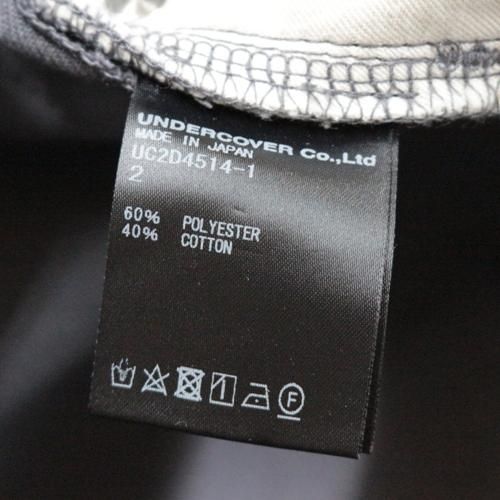 UNDERCOVER Co.,Ltd
MADE IN JAPAN
UC2D4514-1
2
60% POLYESTER
40% COTTON
F